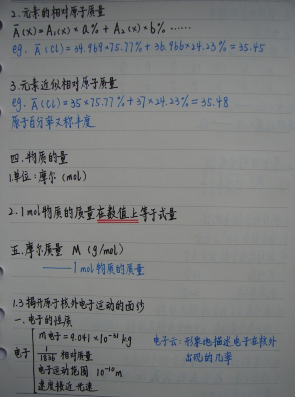 2.元素的相对原子质量
Ā(X)=A₁(X)×a%+A₂(X)×b%……
eg. Ā(Cl)=34.969×75.77%+36.966×24.23%=35.45
3.元素近似相对原子质量
eg. Ā(Cl)=35×75.77%+37×24.23%=35.48
原子百分率又称丰度
四.物质的量
1.单位:摩尔(mol)
2.1mol物质的质量在数值上等于式量
五.摩尔质量 M (g/mol)
——1mol物质的质量
1.3揭开原子核外电子运动的面纱
一.电子的性质
电子
m电子=9.041×10⁻³¹kg
1/1836 相对质量
电子运动范围 10⁻¹⁰m
速度接近光速
电子云:形象地描述电子在核外
出现的几率